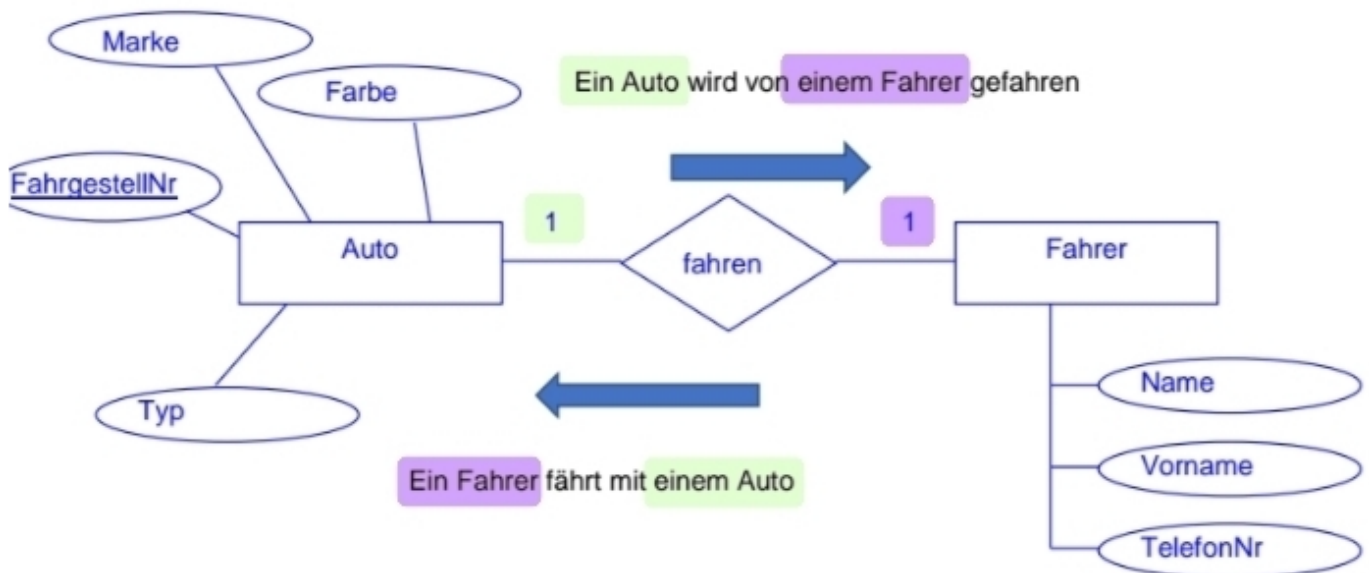 Marke
Farbe
Ein Auto wird von einem Fahrer gefahren
FahrgestellNr
1
1
Auto
fahren
Fahrer
Typ
Name
Vorname
Ein Fahrer fährt mit einem Auto
TelefonNr